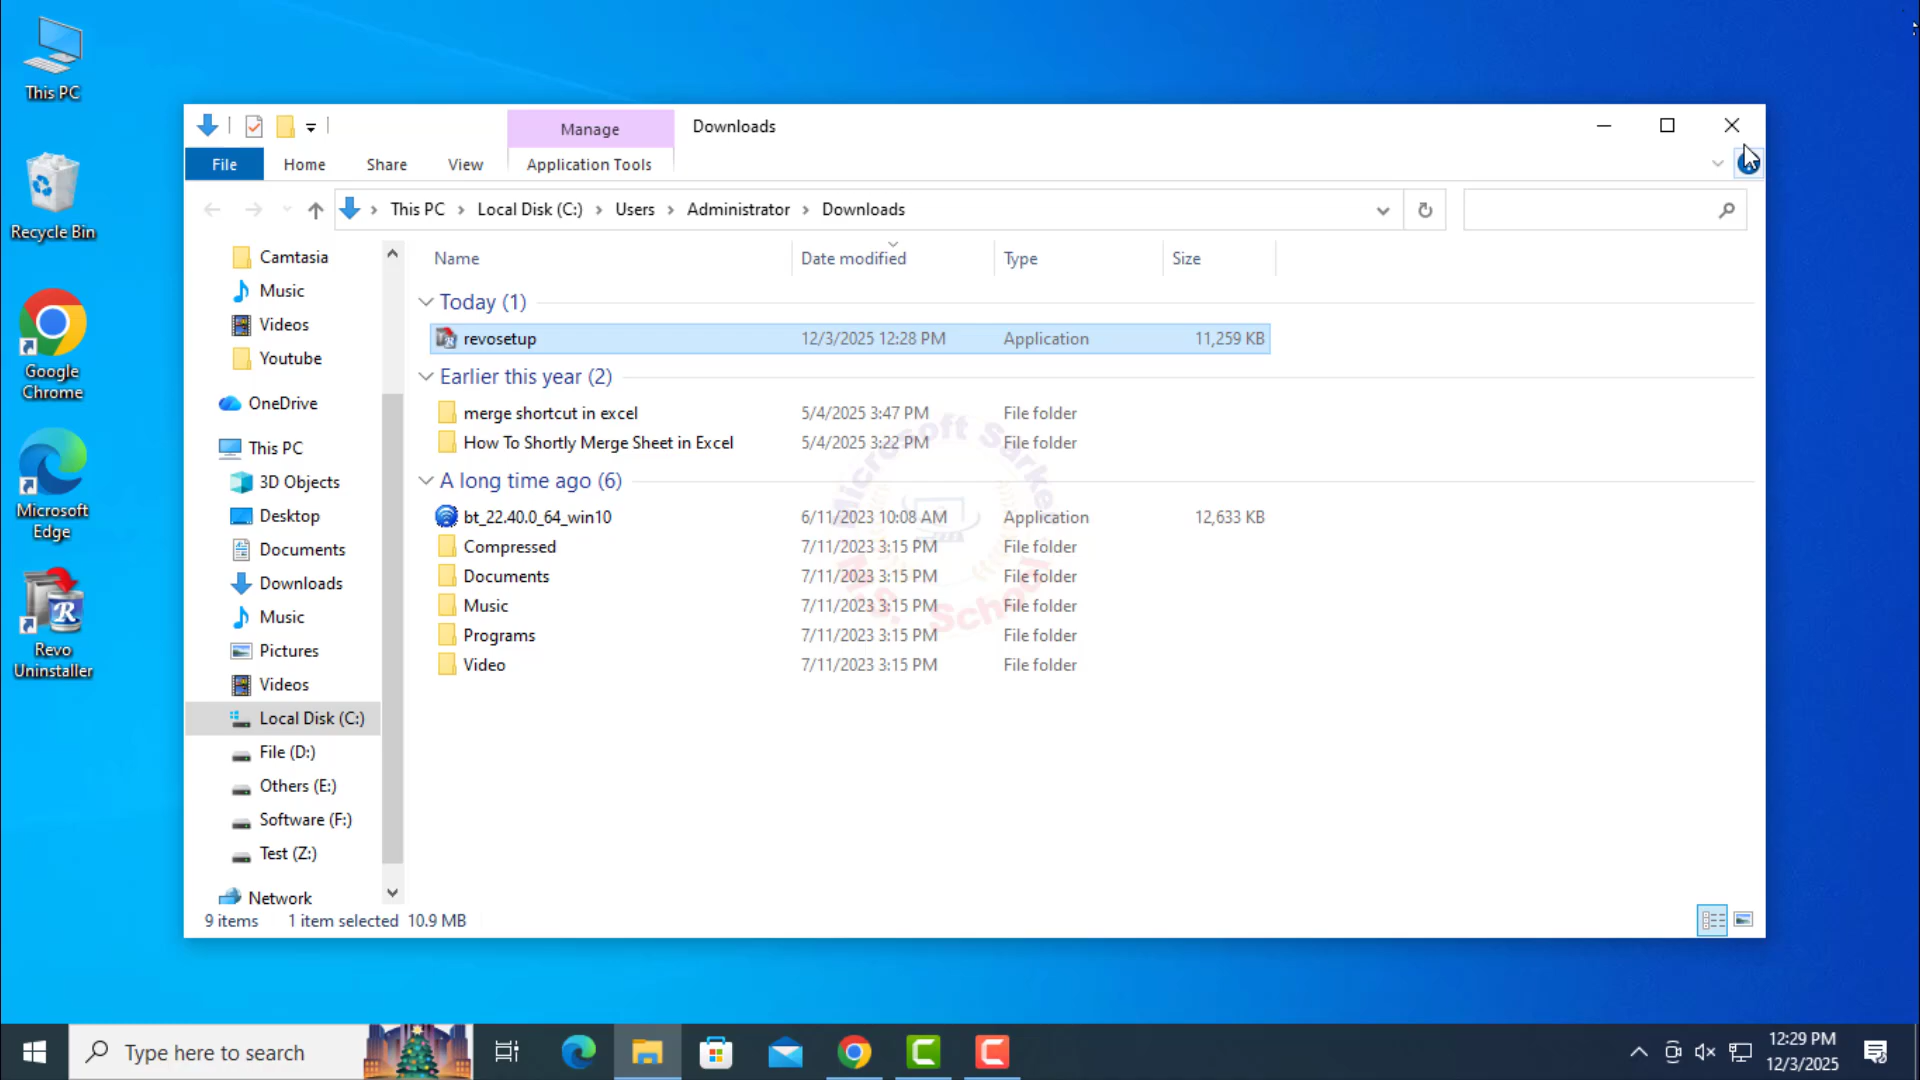 This PC
Recycle Bin
Google
Chrome
Microsoft
Edge
Revo
Uninstaller
Manage
Downloads
File
Home
Share
View
Application Tools
This PC
Local Disk (C:)
Users
Administrator
Downloads
Camtasia
Music
Videos
Youtube
OneDrive
This PC
3D Objects
Desktop
Documents
Downloads
Music
Pictures
Videos
Local Disk (C:)
File (D:)
Others (E:)
Software (F:)
Test (Z:)
Network
Name
Date modified
Type
Size
Today (1)
revosetup 12/3/2025 12:28 PM Application 11,259 KB
Earlier this year (2)
merge shortcut in excel 5/4/2025 3:47 PM File folder
How To Shortly Merge Sheet in Excel 5/4/2025 3:22 PM File folder
A long time ago (6)
bt_22.40.0_64_win10 6/11/2023 10:08 AM Application 12,633 KB
Compressed 7/11/2023 3:15 PM File folder
Documents 7/11/2023 3:15 PM File folder
Music 7/11/2023 3:15 PM File folder
Programs 7/11/2023 3:15 PM File folder
Video 7/11/2023 3:15 PM File folder
Microsoft Sarker
M.S. School
9 items 1 item selected 10.9 MB
Type here to search
12:29 PM
12/3/2025